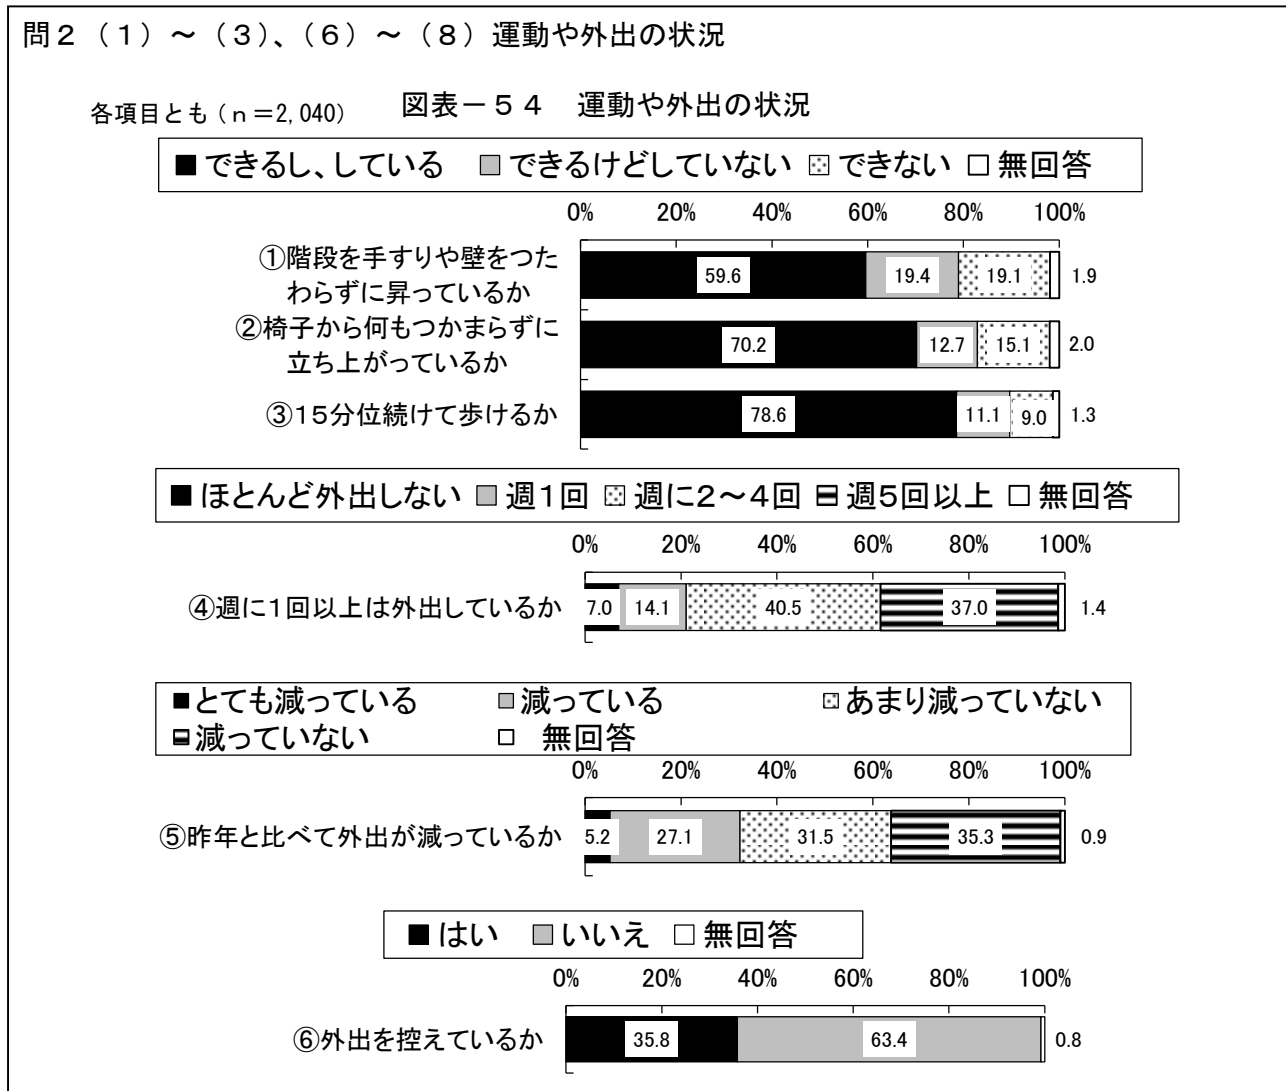 問２（１）～（３）、（６）～（８）運動や外出の状況
各項目とも（ｎ＝2,040） 図表－５４　運動や外出の状況
■できるし、している ■できるけどしていない ▨できない □無回答
0% 20% 40% 60% 80% 100%
①階段を手すりや壁をつた
わらずに昇っているか
59.6 19.4 19.1 1.9
②椅子から何もつかまらずに
立ち上がっているか
70.2 12.7 15.1 2.0
③15分位続けて歩けるか 78.6 11.1 9.0 1.3
■ほとんど外出しない ■週１回 ▨週に２～４回 ▤週５回以上 □無回答
0% 20% 40% 60% 80% 100%
④週に１回以上は外出しているか 7.0 14.1 40.5 37.0 1.4
■とても減っている ■減っている ▨あまり減っていない
▤減っていない □ 無回答
0% 20% 40% 60% 80% 100%
⑤昨年と比べて外出が減っているか 5.2 27.1 31.5 35.3 0.9
■はい ■いいえ □無回答
0% 20% 40% 60% 80% 100%
⑥外出を控えているか 35.8 63.4 0.8